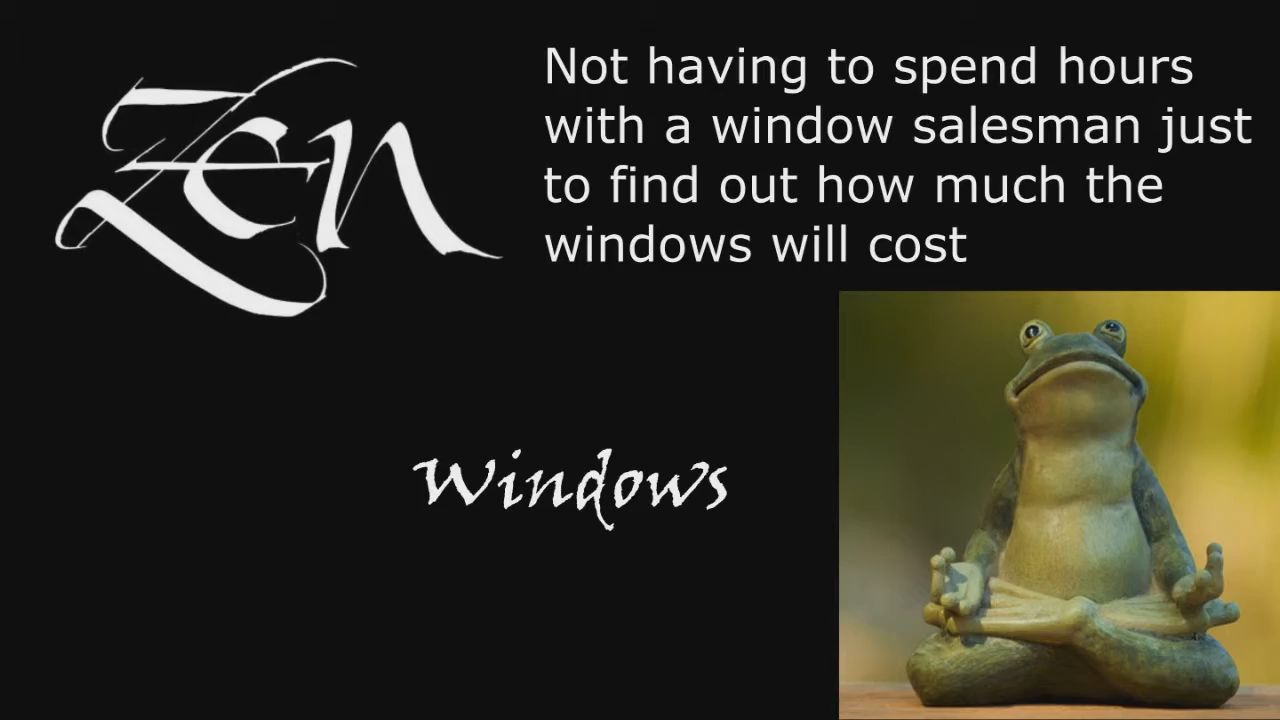 Zen
Not having to spend hours
with a window salesman just
to find out how much the
windows will cost
Windows